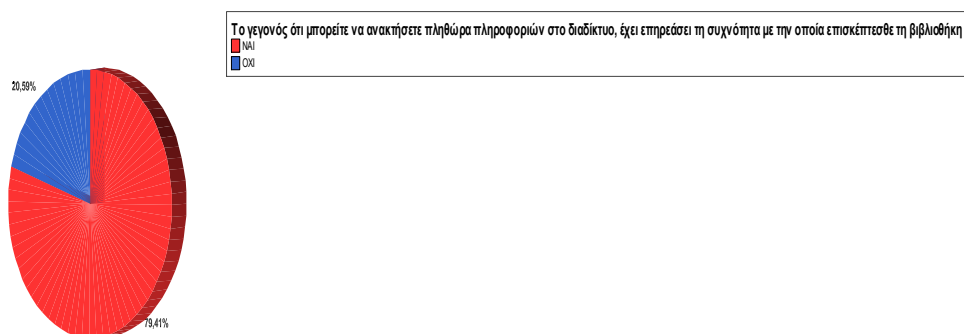 Το γεγονός ότι μπορείτε να ανακτήσετε πληθώρα πληροφοριών στο διαδίκτυο, έχει επηρεάσει τη συχνότητα με την οποία επισκέπτεσθε τη βιβλιοθήκη
ΝΑΙ
ΟΧΙ
20,59%
79,41%